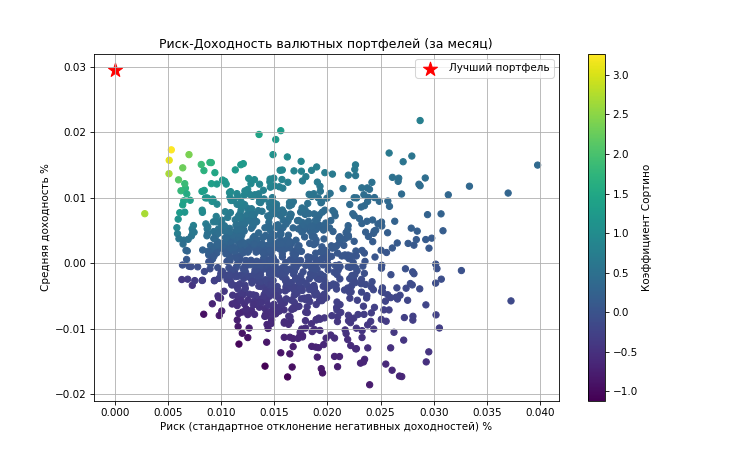 Риск-Доходность валютных портфелей (за месяц)
Лучший портфель
Средняя доходность %
0.03
0.02
0.01
0.00
−0.01
−0.02
0.000 0.005 0.010 0.015 0.020 0.025 0.030 0.035 0.040
Риск (стандартное отклонение негативных доходностей) %
3.0
2.5
2.0
1.5
1.0
0.5
0.0
−0.5
−1.0
Коэффициент Сортино